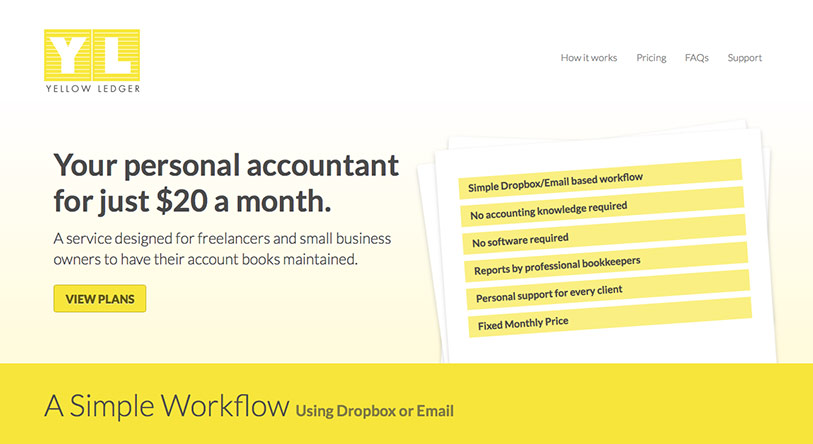 YL
YELLOW LEDGER
How it works Pricing FAQs Support
Your personal accountant
for just $20 a month.
A service designed for freelancers and small business
owners to have their account books maintained.
VIEW PLANS
Simple Dropbox/Email based workflow
No accounting knowledge required
No software required
Reports by professional bookkeepers
Personal support for every client
Fixed Monthly Price
A Simple Workflow Using Dropbox or Email